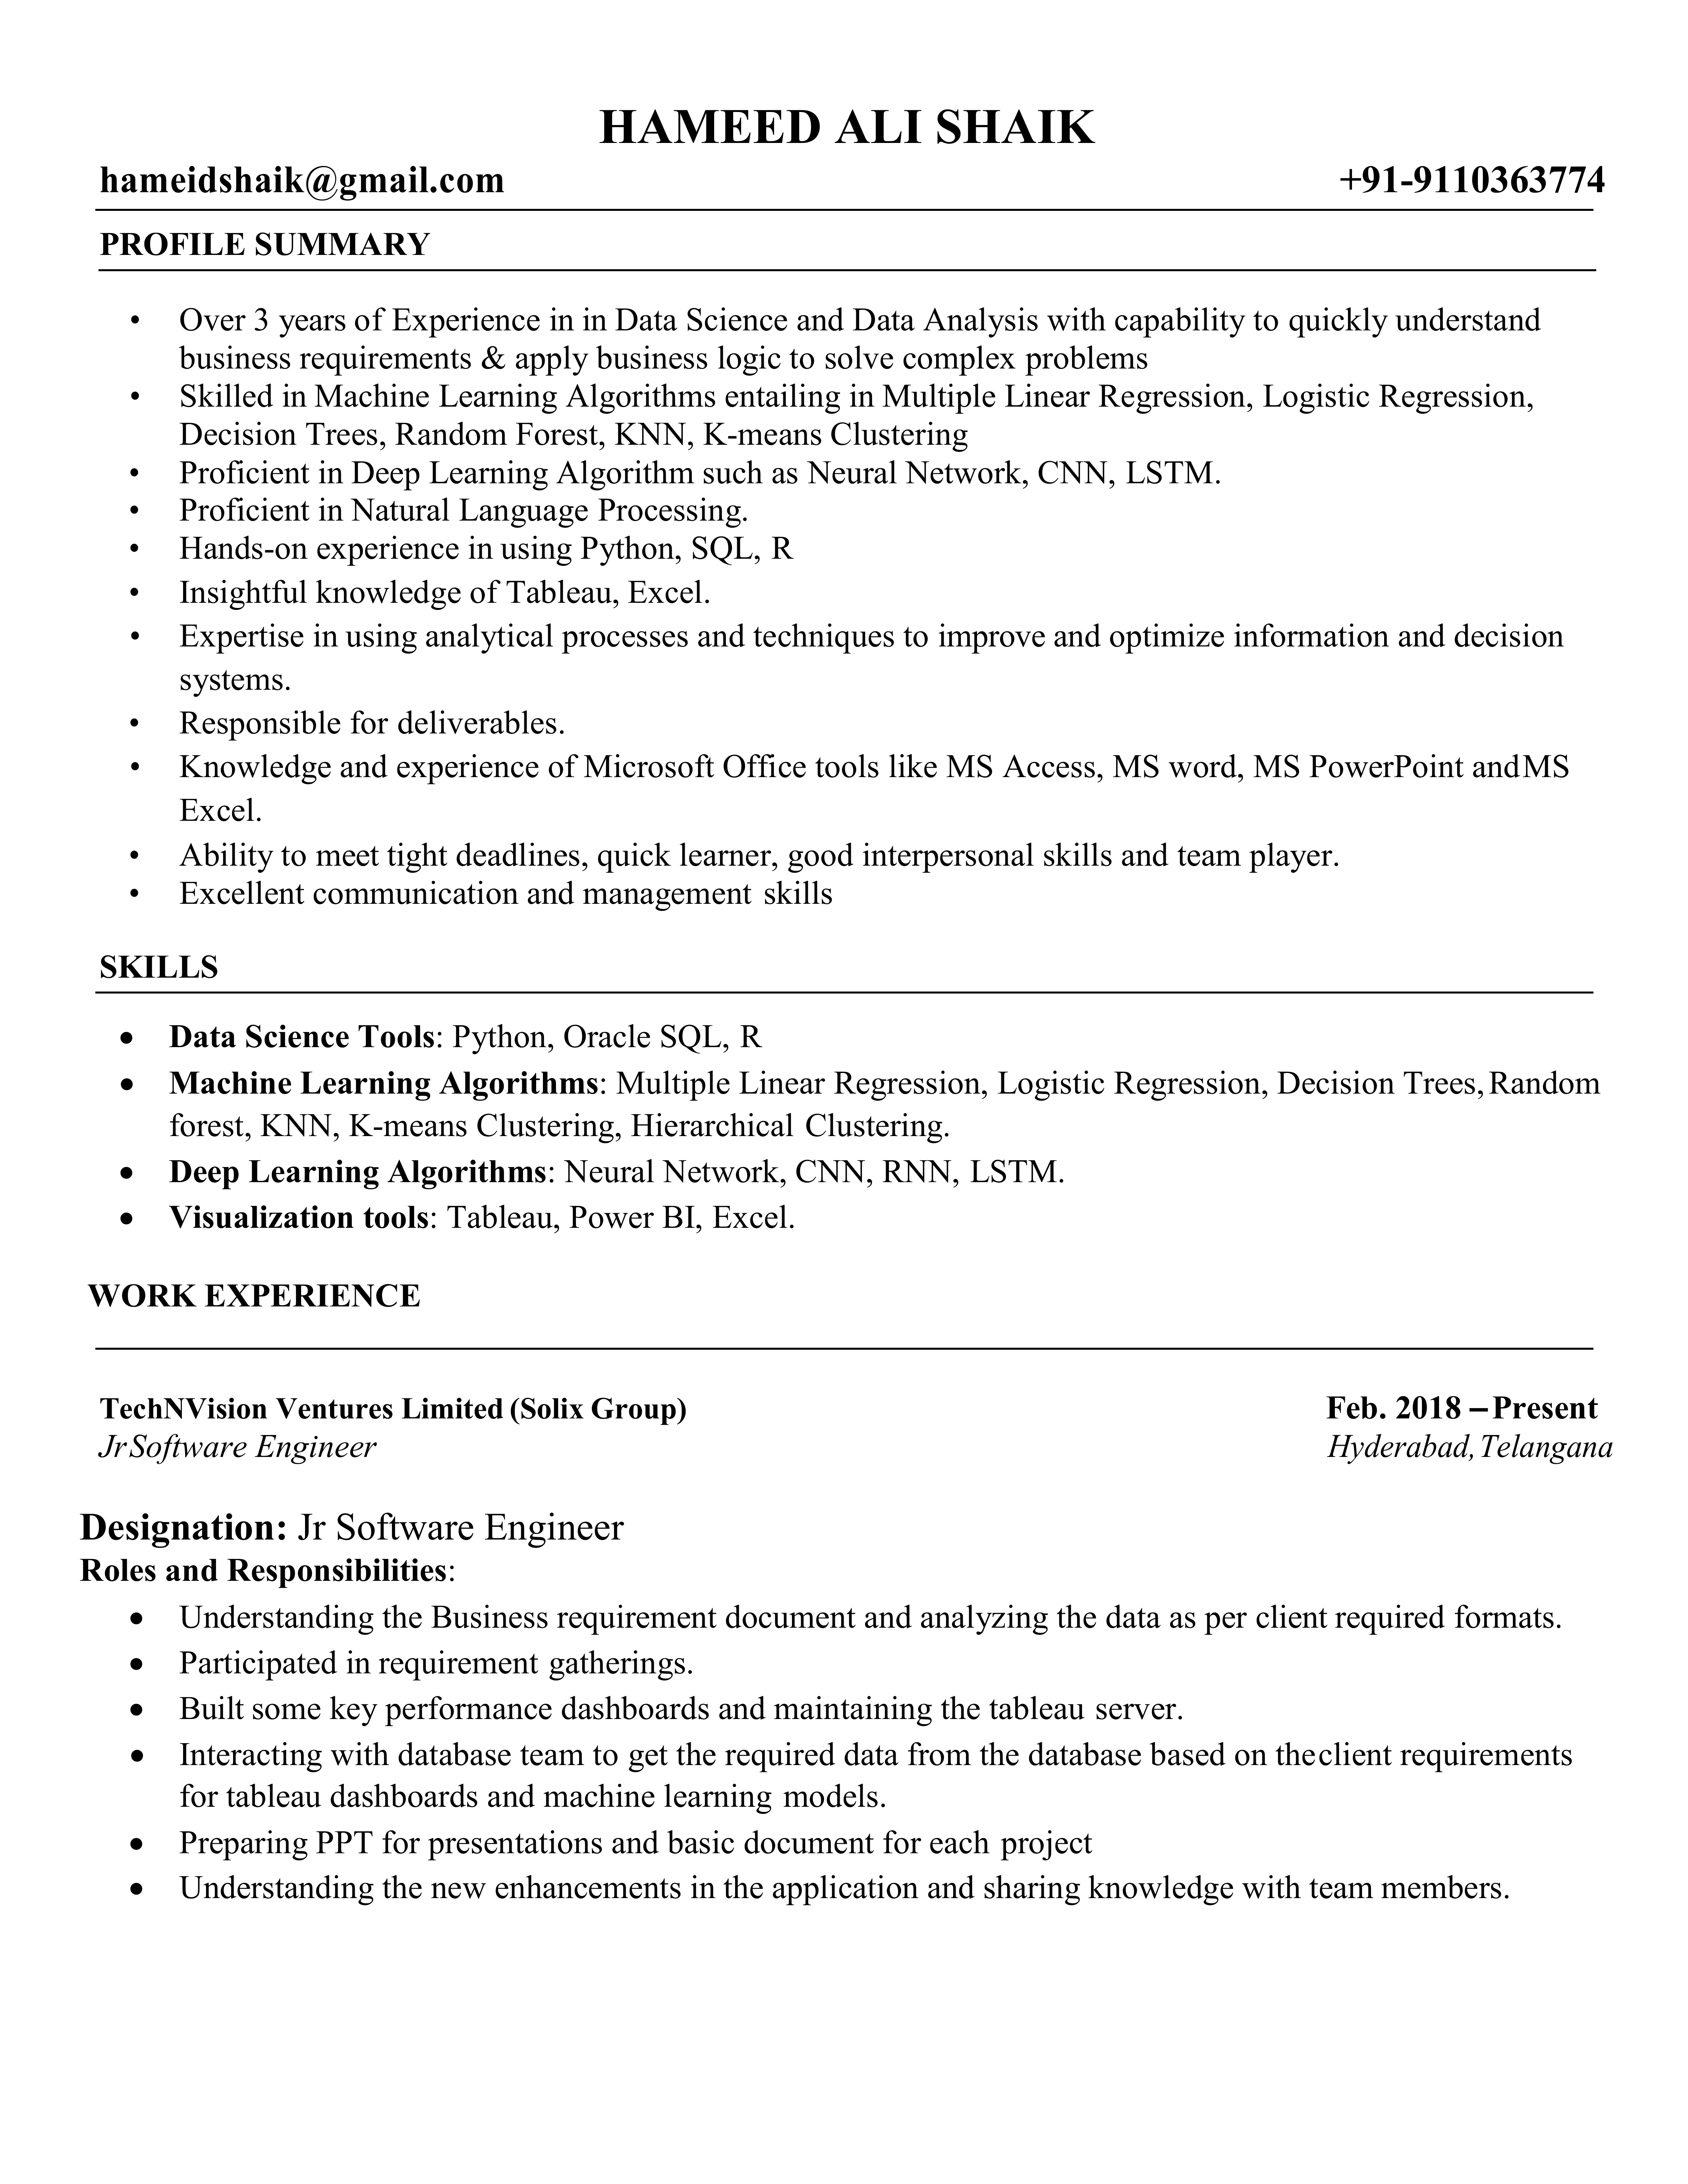 HAMEED ALI SHAIK
hameidshaik@gmail.com +91-9110363774
PROFILE SUMMARY
• Over 3 years of Experience in in Data Science and Data Analysis with capability to quickly understand
business requirements & apply business logic to solve complex problems
• Skilled in Machine Learning Algorithms entailing in Multiple Linear Regression, Logistic Regression,
Decision Trees, Random Forest, KNN, K-means Clustering
• Proficient in Deep Learning Algorithm such as Neural Network, CNN, LSTM.
• Proficient in Natural Language Processing.
• Hands-on experience in using Python, SQL, R
• Insightful knowledge of Tableau, Excel.
• Expertise in using analytical processes and techniques to improve and optimize information and decision
systems.
• Responsible for deliverables.
• Knowledge and experience of Microsoft Office tools like MS Access, MS word, MS PowerPoint andMS
Excel.
• Ability to meet tight deadlines, quick learner, good interpersonal skills and team player.
• Excellent communication and management skills
SKILLS
• Data Science Tools: Python, Oracle SQL, R
• Machine Learning Algorithms: Multiple Linear Regression, Logistic Regression, Decision Trees, Random
forest, KNN, K-means Clustering, Hierarchical Clustering.
• Deep Learning Algorithms: Neural Network, CNN, RNN, LSTM.
• Visualization tools: Tableau, Power BI, Excel.
WORK EXPERIENCE
TechNVision Ventures Limited (Solix Group) Feb. 2018 – Present
Jr Software Engineer Hyderabad, Telangana
Designation: Jr Software Engineer
Roles and Responsibilities:
• Understanding the Business requirement document and analyzing the data as per client required formats.
• Participated in requirement gatherings.
• Built some key performance dashboards and maintaining the tableau server.
• Interacting with database team to get the required data from the database based on theclient requirements
for tableau dashboards and machine learning models.
• Preparing PPT for presentations and basic document for each project
• Understanding the new enhancements in the application and sharing knowledge with team members.